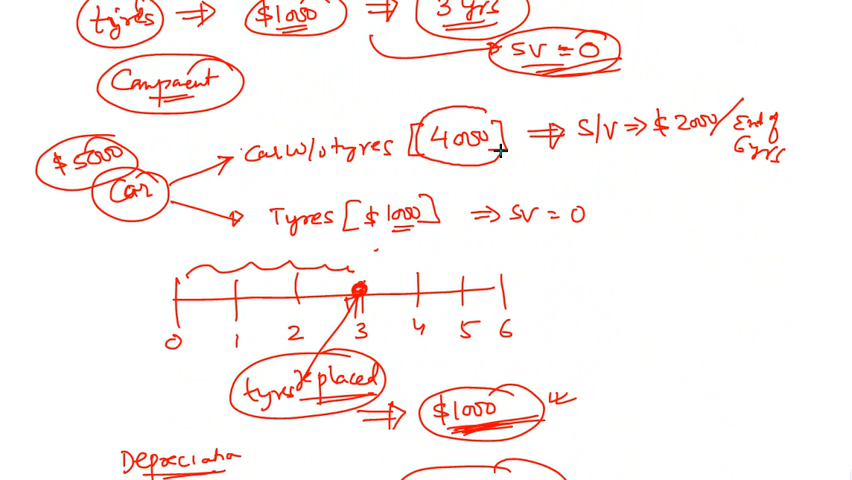 tyres ⇒ $1000 ⇒ 3 yrs
SV = 0
Component
Car w/o tyres [4000] ⇒ S/V ⇒ $2000/ End of 6yrs
$5000
Car
Tyres [$1000] ⇒ SV = 0
0 1 2 3 4 5 6
tyres replaced
⇒ $1000
Depreciation